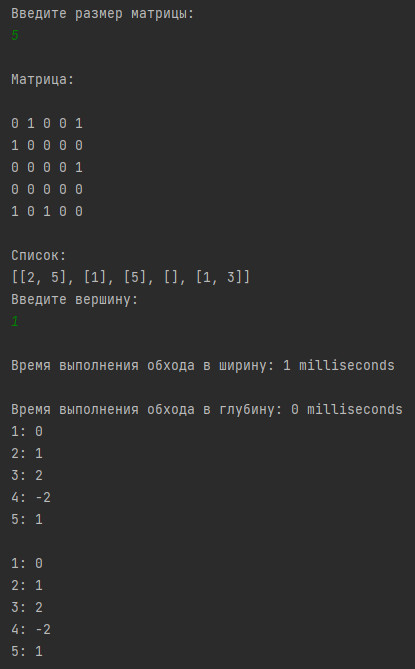 Введите размер матрицы:
5
Матрица:
0 1 0 0 1
1 0 0 0 0
0 0 0 0 1
0 0 0 0 0
1 0 1 0 0
Список:
[[2, 5], [1], [5], [], [1, 3]]
Введите вершину:
1
Время выполнения обхода в ширину: 1 milliseconds
Время выполнения обхода в глубину: 0 milliseconds
1: 0
2: 1
3: 2
4: -2
5: 1
1: 0
2: 1
3: 2
4: -2
5: 1